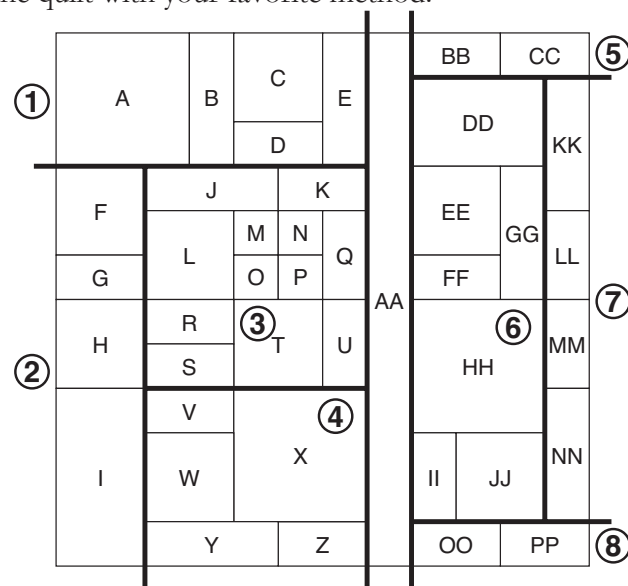 the quilt with your favorite method.
BB CC 5
1 A B C E
DD
D KK
J K
F
EE
M N
L Q GG
G O P FF LL
AA
R 3 6 7
H T U MM
2 S HH
V 4
X
I W II JJ NN
Y Z OO PP 8